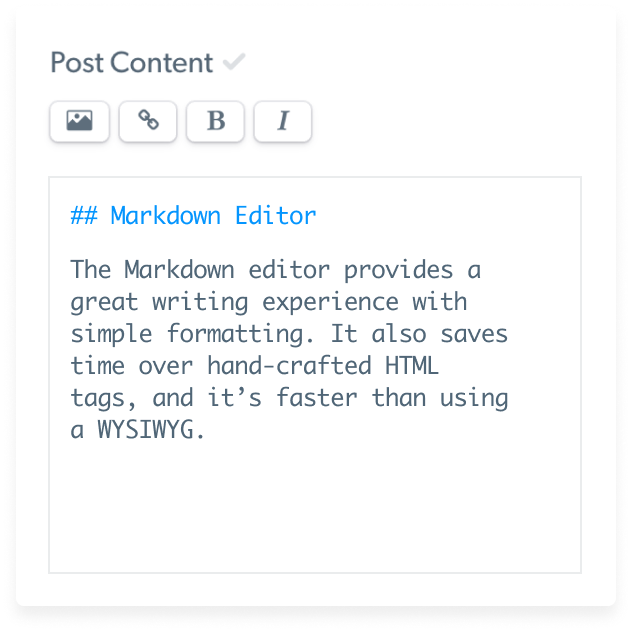 Post Content
B I
## Markdown Editor
The Markdown editor provides a
great writing experience with
simple formatting. It also saves
time over hand-crafted HTML
tags, and it’s faster than using
a WYSIWYG.